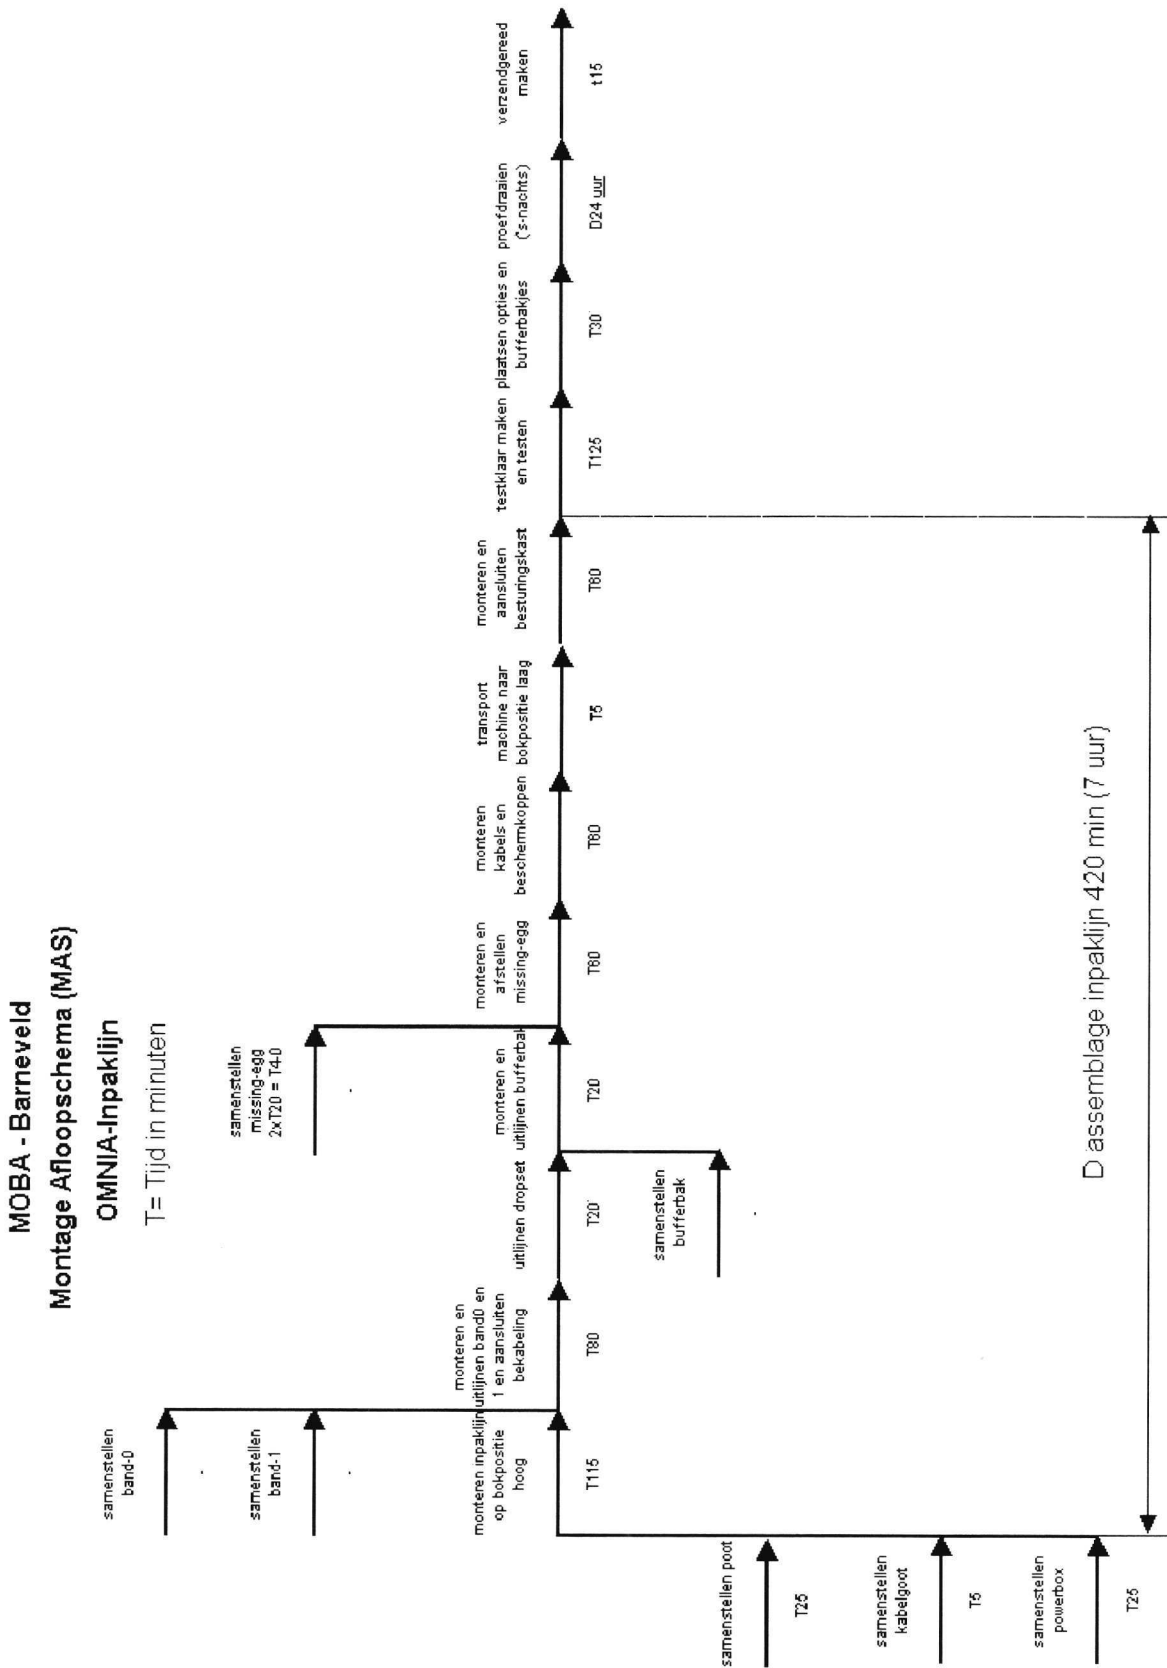 MOBA - Barneveld
Montage Afloopschema (MAS)
OMNIA-Inpaklijn
T= Tijd in minuten
samenstellen
band-0
samenstellen
band-1
samenstellen
missing-egg
2xT20 = T4-0
monteren inpaklijn
op bokpositie
hoog
T115
monteren en
uitlijnen band0 en
1 en aansluiten
bekabeling
T80
uitlijnen dropset
T20
monteren en
uitlijnen bufferbak
T20
monteren en
afstellen
missing-egg
T60
monteren
kabels en
beschermkoppen
T60
transport
machine naar
bokpositie laag
T5
monteren en
aansluiten
besturingskast
T60
testklaar maken
en testen
T125
plaatsen opties en
bufferbakjes
T30
proefdraaien
('s-nachts)
D24 uur
verzendgereed
maken
t15
samenstellen
bufferbak
samenstellen poot
T25
samenstellen
kabelgoot
T5
samenstellen
powerbox
T25
D assemblage inpaklijn 420 min (7 uur)